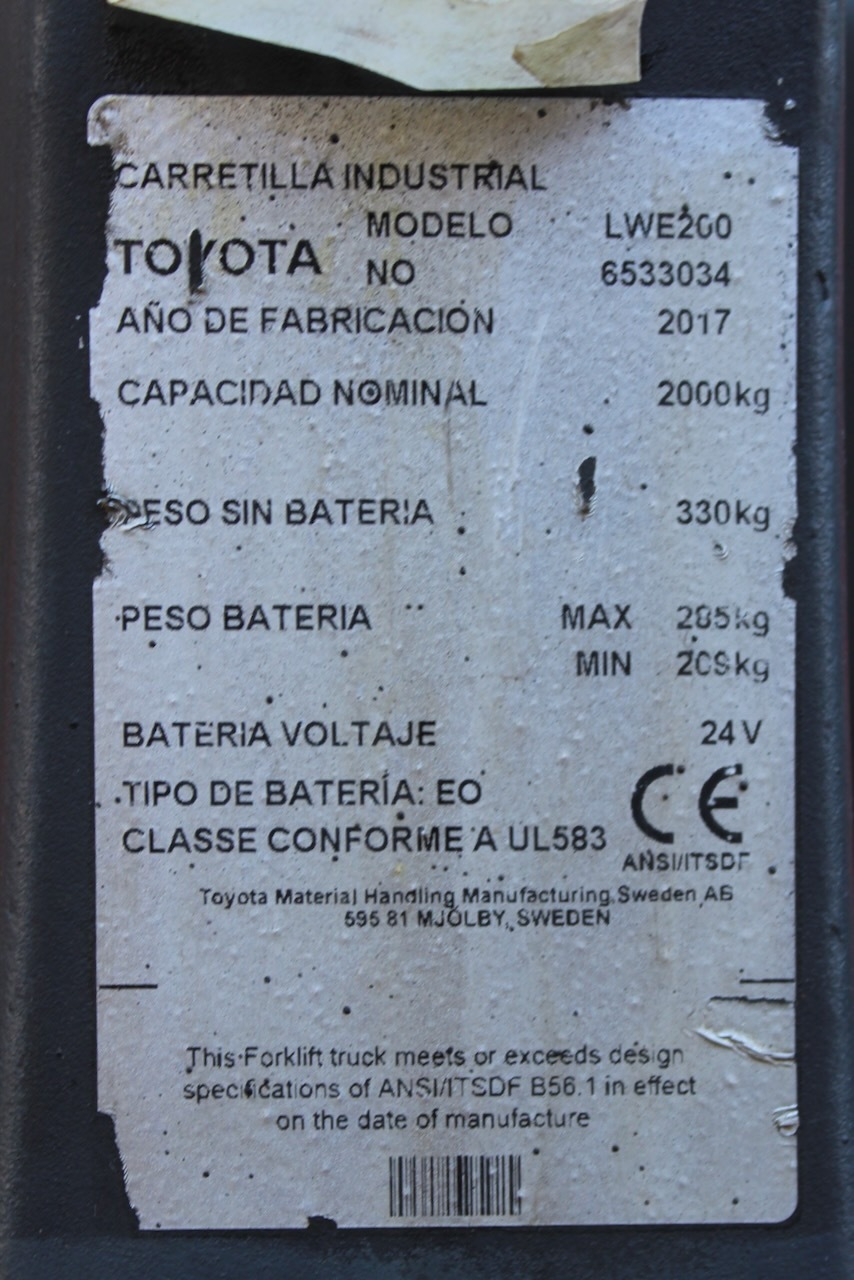 CARRETILLA INDUSTRIAL
MODELO LWE200
TOYOTA
NO 6533034
AÑO DE FABRICACIÓN 2017
CAPACIDAD NOMINAL 2000kg
PESO SIN BATERIA 330kg
PESO BATERIA MAX 285kg
MIN 209kg
BATERIA VOLTAJE 24V
TIPO DE BATERÍA: EO
CE
CLASSE CONFORME A UL583
ANSI/ITSDF
Toyota Material Handling Manufacturing Sweden AB
595 81 MJÖLBY, SWEDEN
This Forklift truck meets or exceeds design
specifications of ANSI/ITSDF B56.1 in effect
on the date of manufacture